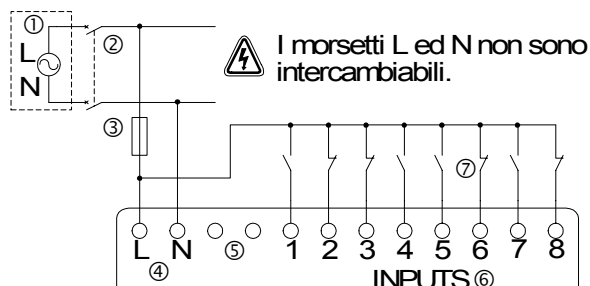 ①
L
N
②
I morsetti L ed N non sono
intercambiabili.
③
⑦
L N ⑤ 1 2 3 4 5 6 7 8
④
INPUTS ⑥